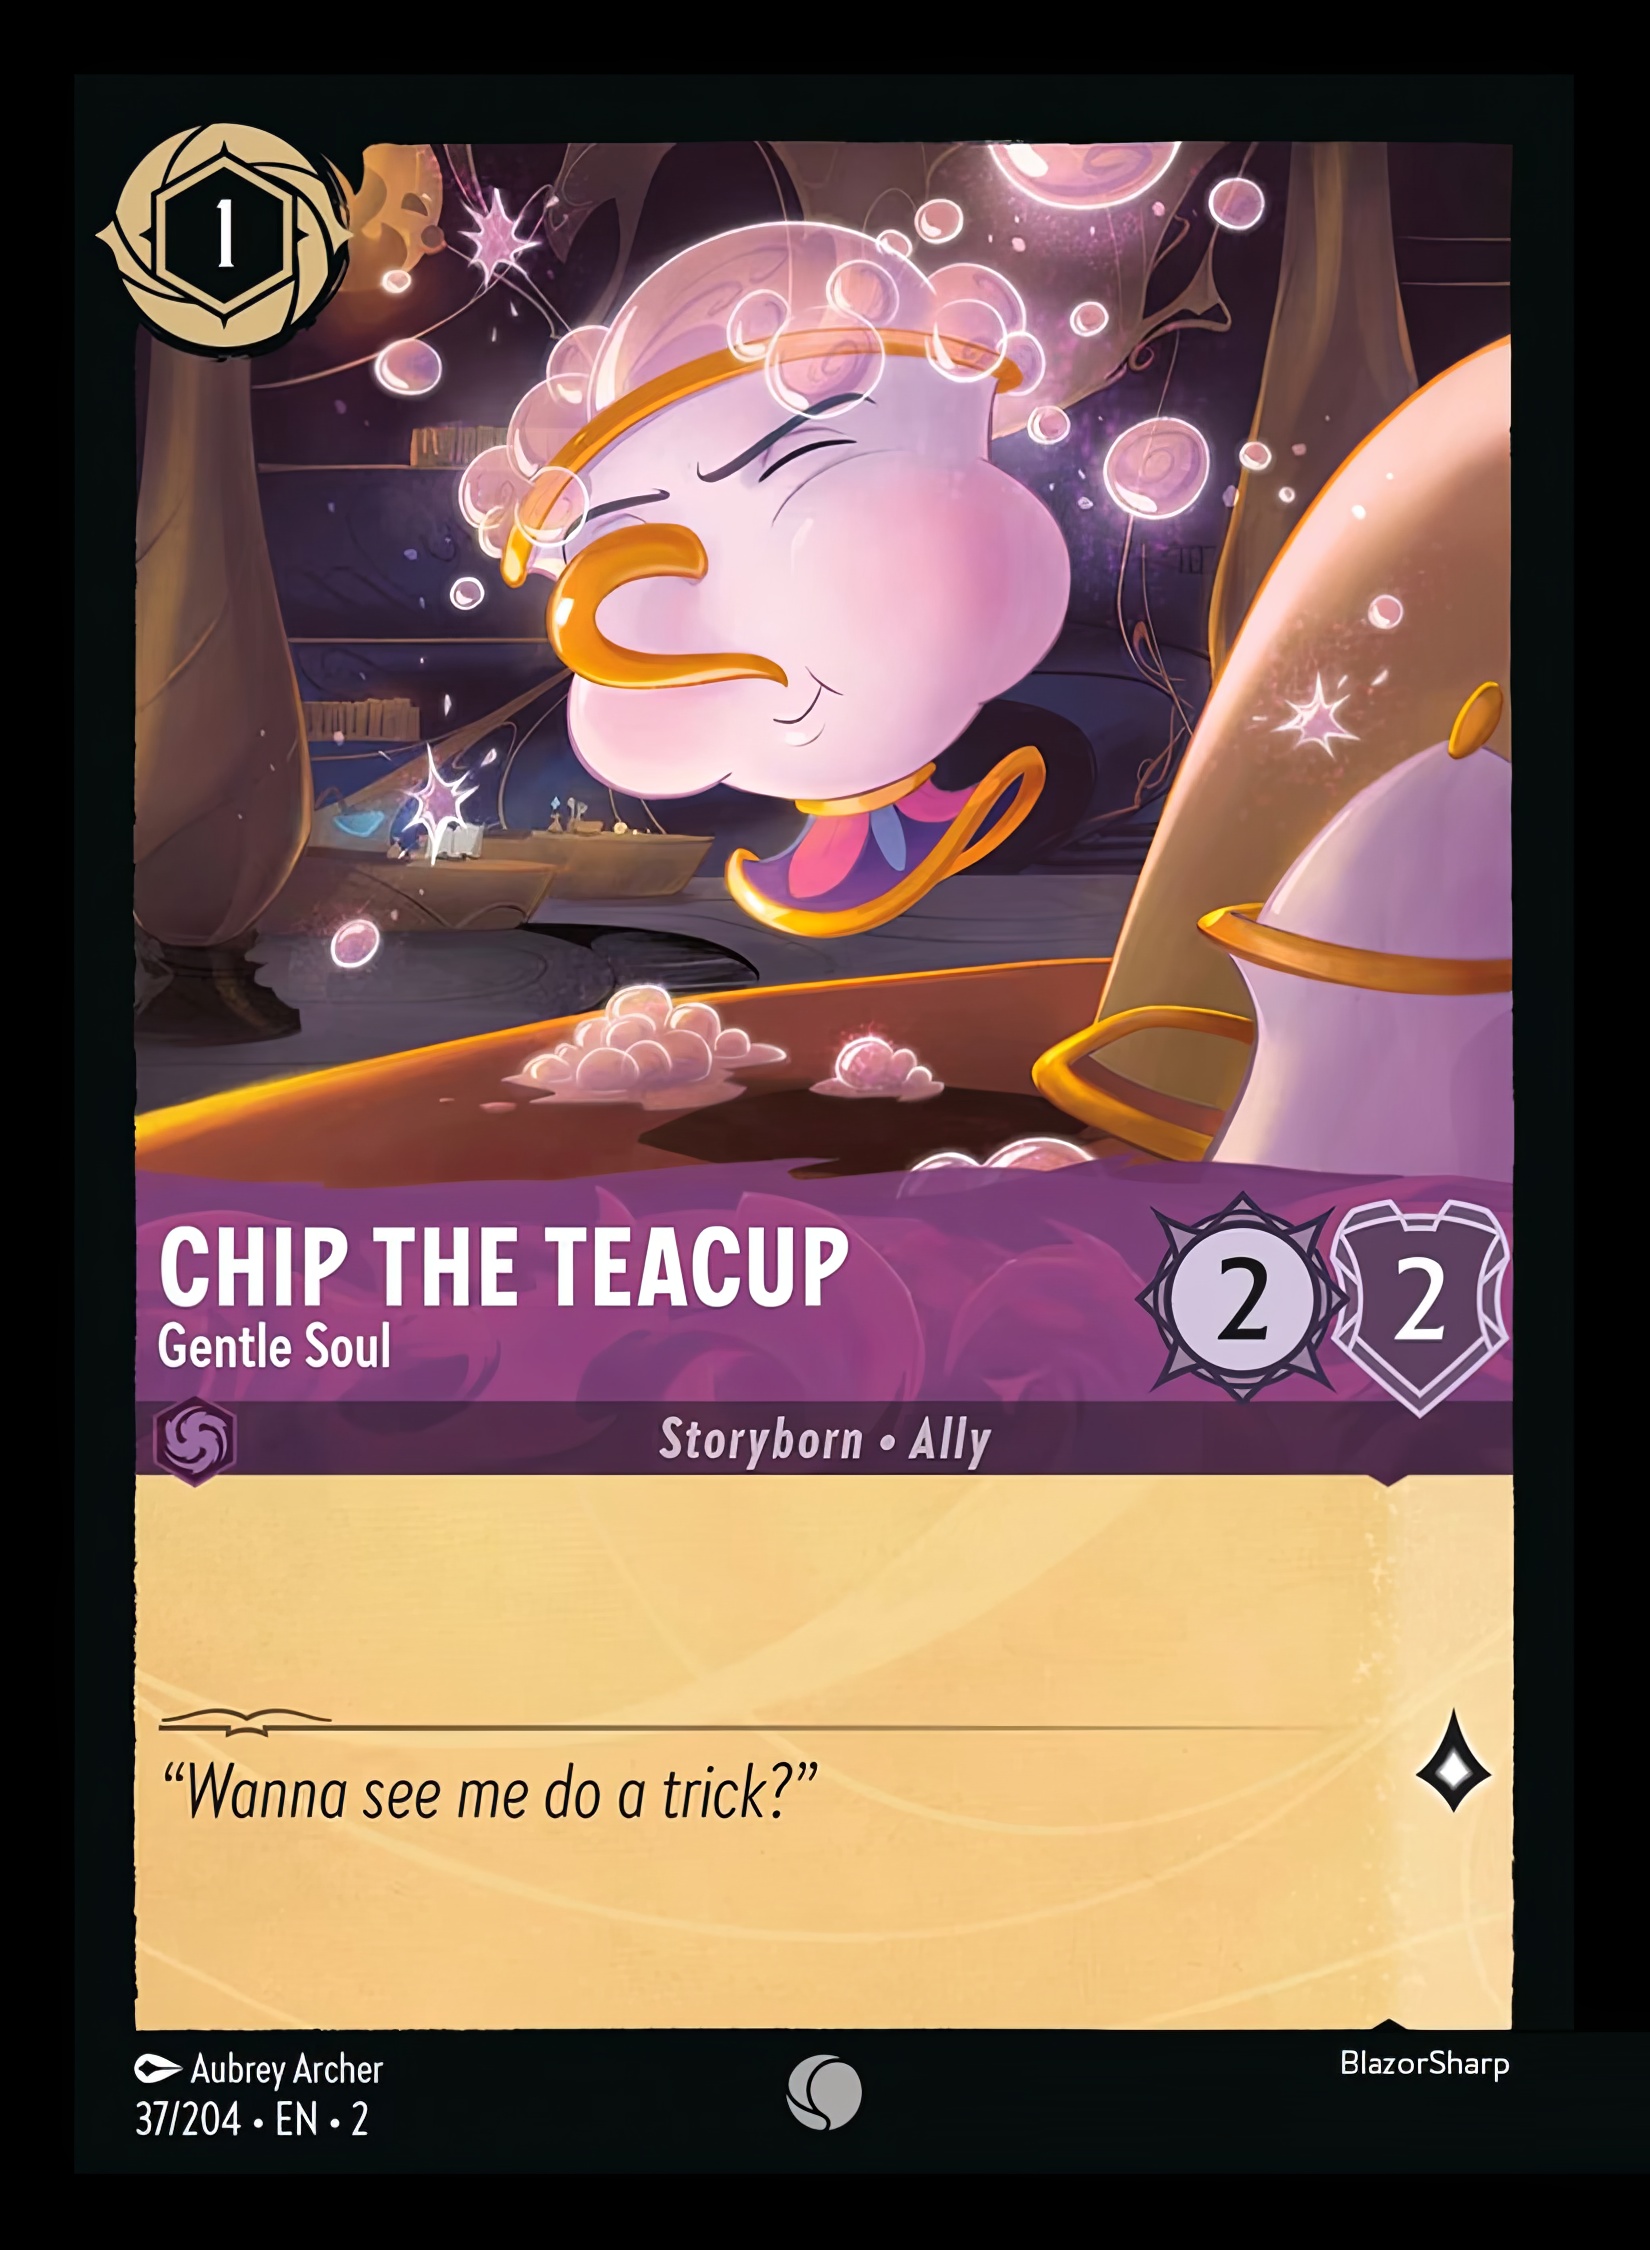 1
CHIP THE TEACUP
Gentle Soul
2
2
Storyborn • Ally
“Wanna see me do a trick?”
Aubrey Archer
37/204 • EN • 2
BlazorSharp